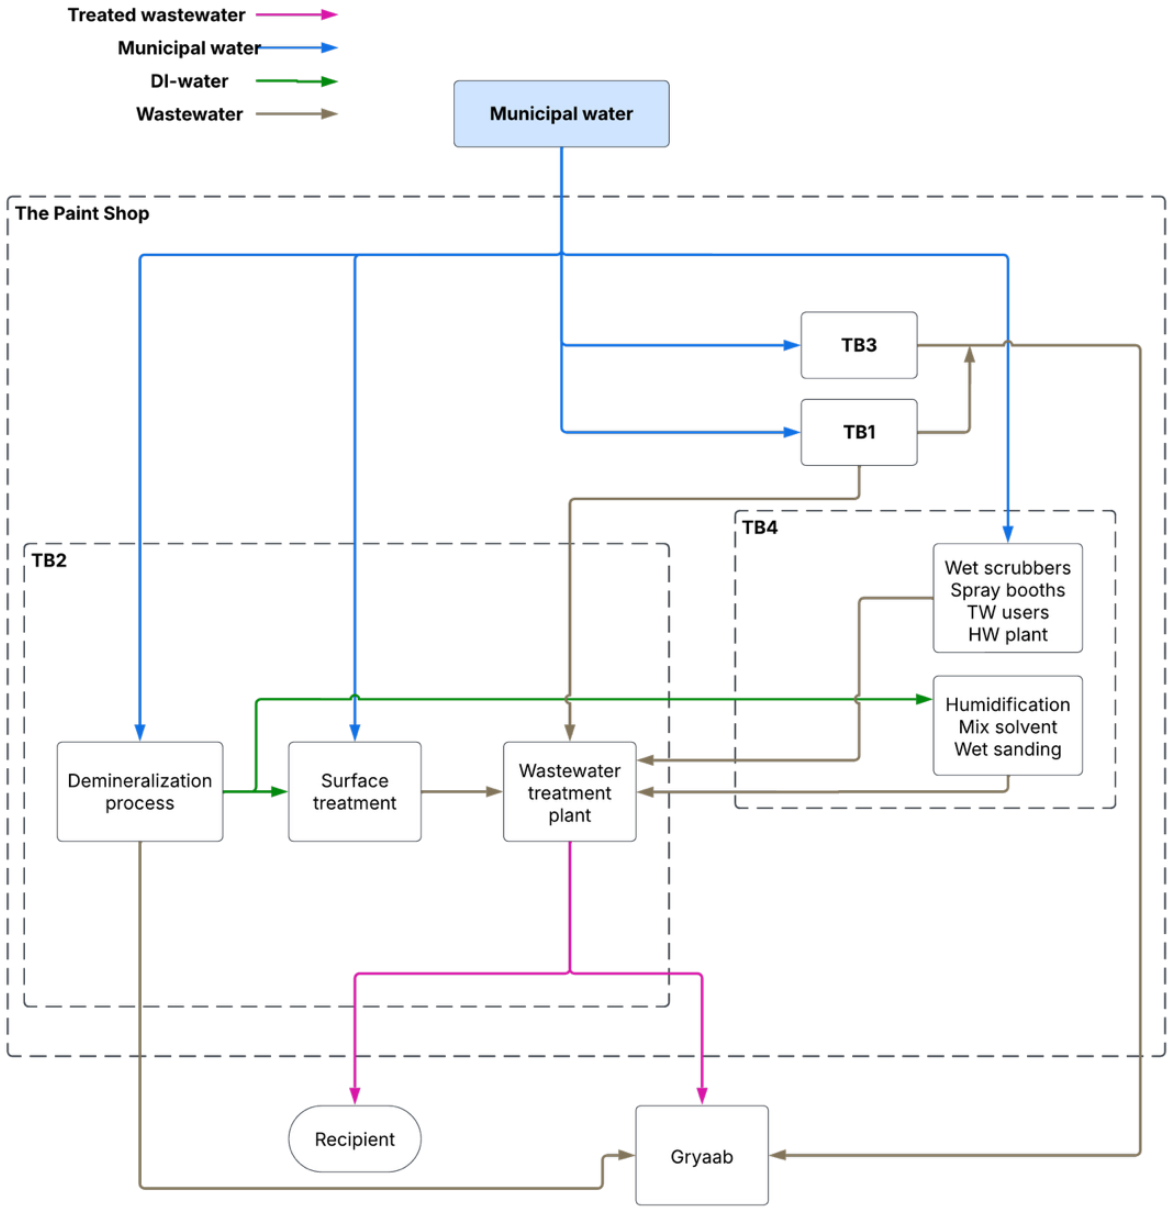 Treated wastewater
Municipal water
DI-water
Wastewater
Municipal water
The Paint Shop
TB3
TB1
TB4
TB2
Wet scrubbers
Spray booths
TW users
HW plant
Humidification
Mix solvent
Wet sanding
Demineralization
process
Surface
treatment
Wastewater
treatment
plant
Recipient
Gryaab